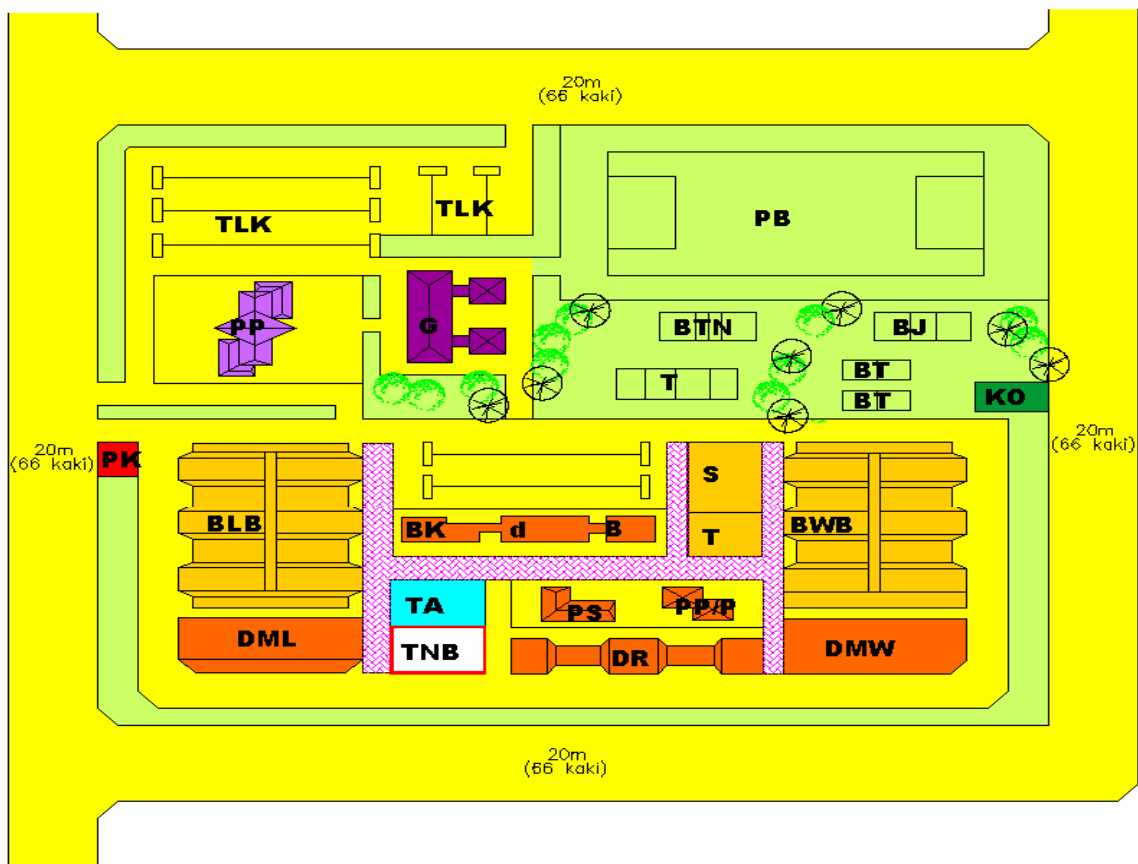 20m
(66 kaki)
TLK
TLK
PB
PP
G
BTN
BJ
T
BT
BT
KO
20m
(66 kaki)
PK
20m
(66 kaki)
BLB
S
BWB
BK
d
B
T
TA
PS
PP/P
DML
TNB
DR
DMW
20m
(66 kaki)